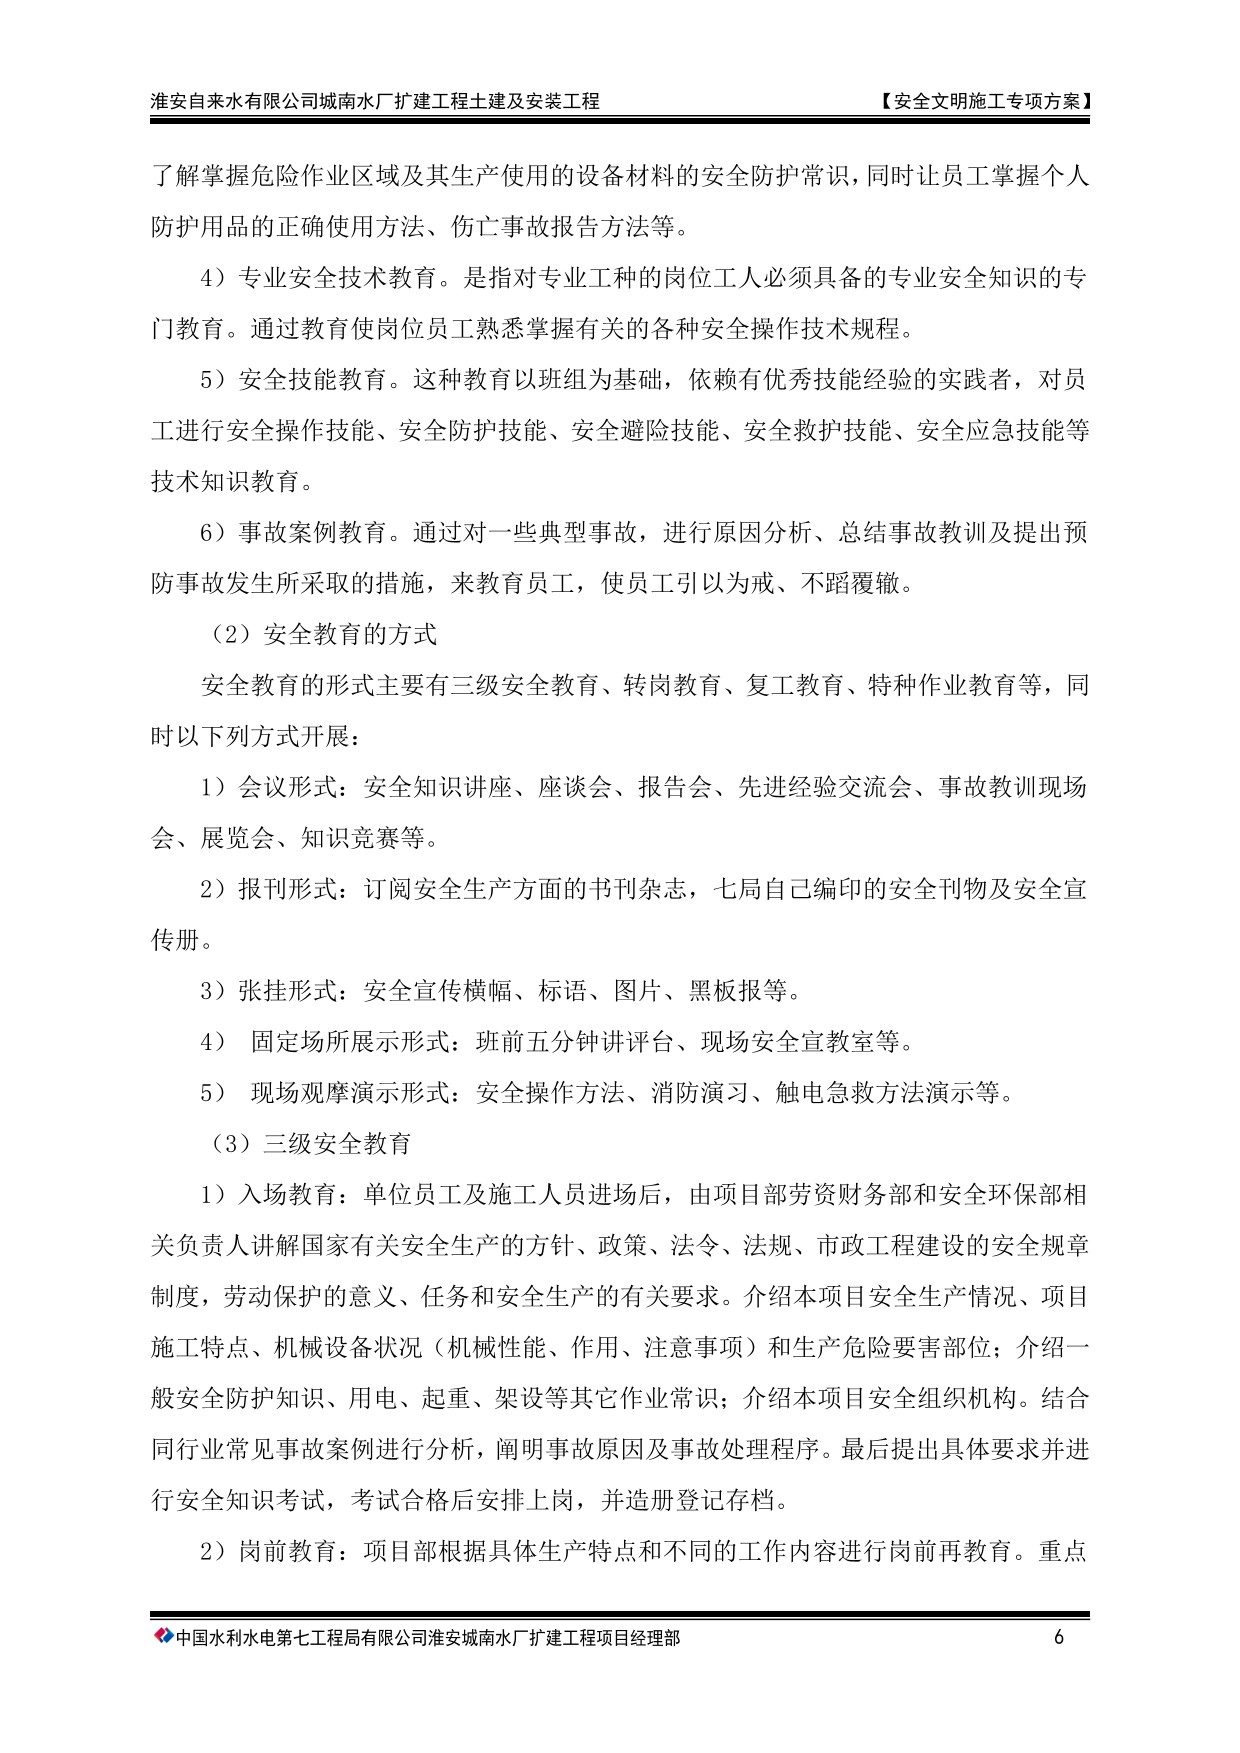 淮安自来水有限公司城南水厂扩建工程土建及安装工程 【安全文明施工专项方案】
了解掌握危险作业区域及其生产使用的设备材料的安全防护常识,同时让员工掌握个人
防护用品的正确使用方法、伤亡事故报告方法等。
4）专业安全技术教育。是指对专业工种的岗位工人必须具备的专业安全知识的专
门教育。通过教育使岗位员工熟悉掌握有关的各种安全操作技术规程。
5）安全技能教育。这种教育以班组为基础，依赖有优秀技能经验的实践者，对员
工进行安全操作技能、安全防护技能、安全避险技能、安全救护技能、安全应急技能等
技术知识教育。
6）事故案例教育。通过对一些典型事故，进行原因分析、总结事故教训及提出预
防事故发生所采取的措施，来教育员工，使员工引以为戒、不蹈覆辙。
（2）安全教育的方式
安全教育的形式主要有三级安全教育、转岗教育、复工教育、特种作业教育等，同
时以下列方式开展：
1）会议形式：安全知识讲座、座谈会、报告会、先进经验交流会、事故教训现场
会、展览会、知识竞赛等。
2）报刊形式：订阅安全生产方面的书刊杂志，七局自己编印的安全刊物及安全宣
传册。
3）张挂形式：安全宣传横幅、标语、图片、黑板报等。
4） 固定场所展示形式：班前五分钟讲评台、现场安全宣教室等。
5） 现场观摩演示形式：安全操作方法、消防演习、触电急救方法演示等。
（3）三级安全教育
1）入场教育：单位员工及施工人员进场后，由项目部劳资财务部和安全环保部相
关负责人讲解国家有关安全生产的方针、政策、法令、法规、市政工程建设的安全规章
制度，劳动保护的意义、任务和安全生产的有关要求。介绍本项目安全生产情况、项目
施工特点、机械设备状况（机械性能、作用、注意事项）和生产危险要害部位；介绍一
般安全防护知识、用电、起重、架设等其它作业常识；介绍本项目安全组织机构。结合
同行业常见事故案例进行分析，阐明事故原因及事故处理程序。最后提出具体要求并进
行安全知识考试，考试合格后安排上岗，并造册登记存档。
2）岗前教育：项目部根据具体生产特点和不同的工作内容进行岗前再教育。重点
中国水利水电第七工程局有限公司淮安城南水厂扩建工程项目经理部 6